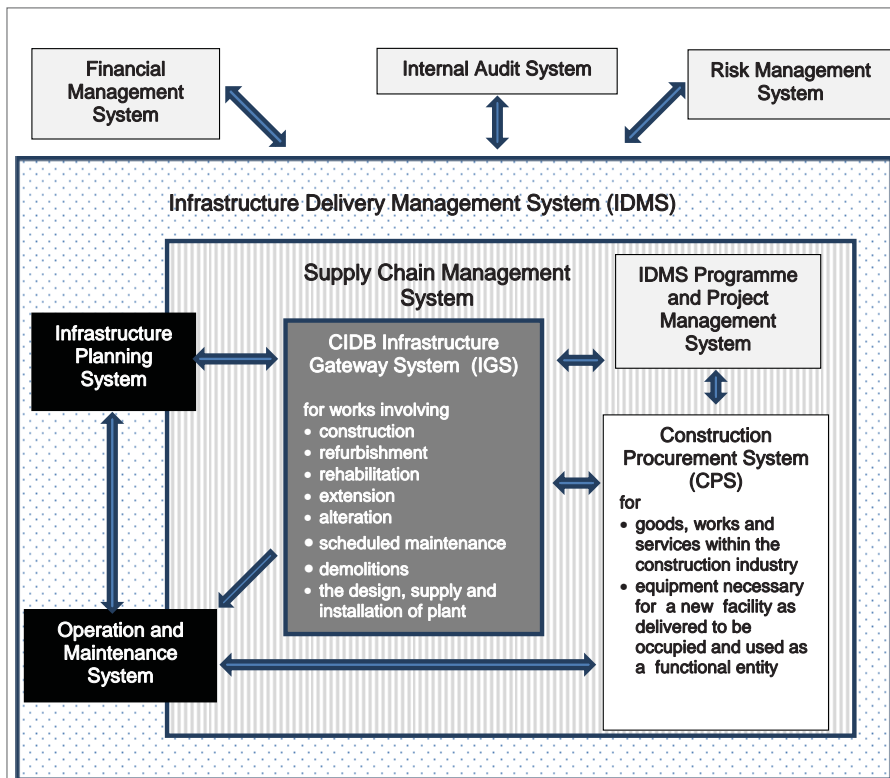 Financial
Management
System
Internal Audit System
Risk Management
System
Infrastructure Delivery Management System (IDMS)
Supply Chain Management
System
IDMS Programme
and Project
Management
System
Infrastructure
Planning
System
CIDB Infrastructure
Gateway System (IGS)
for works involving
• construction
• refurbishment
• rehabilitation
• extension
• alteration
• scheduled maintenance
• demolitions
• the design, supply and
installation of plant
Construction
Procurement System
(CPS)
for
• goods, works and
services within the
construction industry
• equipment necessary
for a new facility as
delivered to be
occupied and used as
a functional entity
Operation and
Maintenance
System